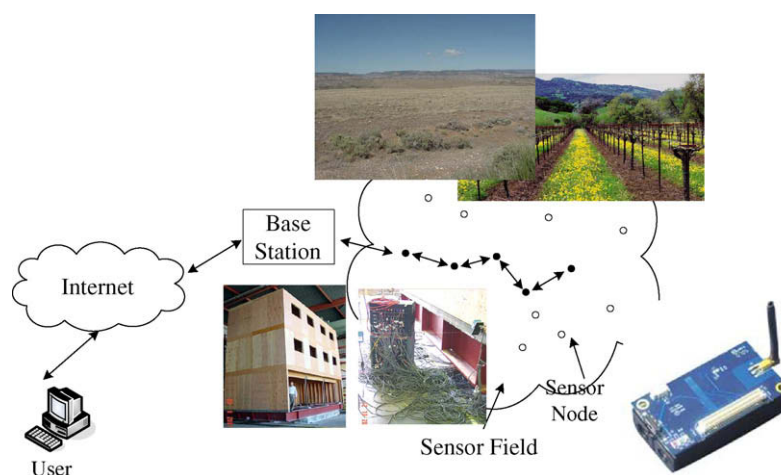 Base
Station
Internet
Sensor
Node
Sensor Field
User